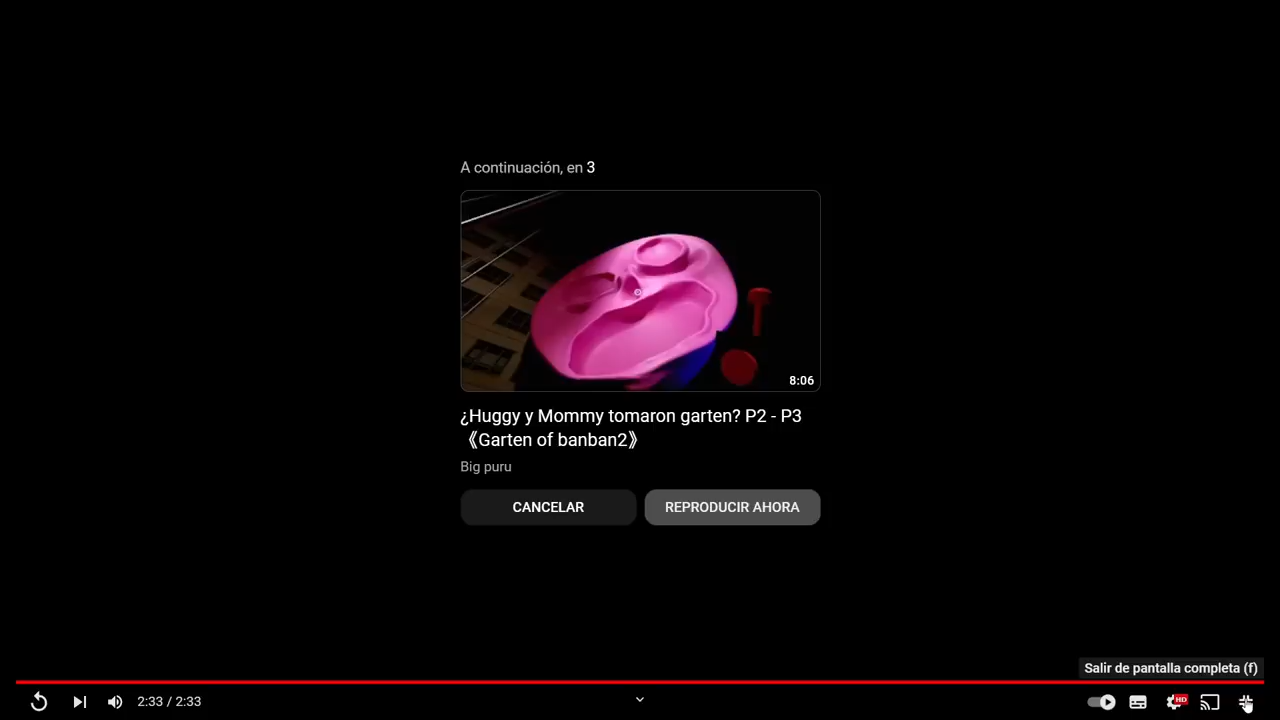 A continuación, en 3
8:06
¿Huggy y Mommy tomaron garten? P2 - P3
《Garten of banban2》
Big puru
CANCELAR
REPRODUCIR AHORA
Salir de pantalla completa (f)
2:33 / 2:33
HD